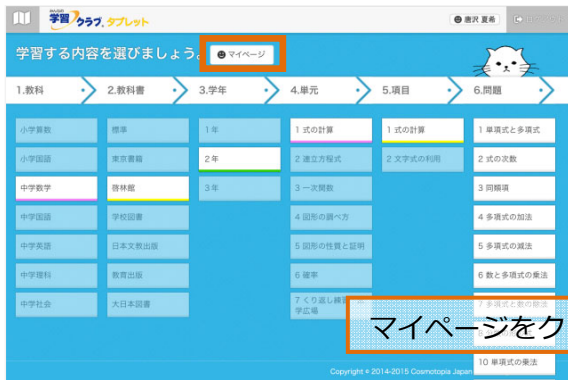 学習クラブ、タブレット
唐沢 夏希
学習する内容を選びましょう。
マイページ
1.教科
2.教科書
3.学年
4.単元
5.項目
6.問題
小学算数
標準
1 年
1 式の計算
1 式の計算
1 単項式と多項式
小学国語
東京書籍
2 年
2 連立方程式
2 文字式の利用
2 式の次数
中学数学
啓林館
3 年
3 一次関数
3 同類項
中学国語
学校図書
4 図形の調べ方
4 多項式の加法
中学英語
日本文教出版
5 図形の性質と証明
5 多項式の減法
中学理科
教育出版
6 確率
6 数と多項式の乗法
中学社会
大日本図書
7 くり返し練習
学広場
7 多項式と数の除法
マイページをク
10 単項式の乗法
Copyright © 2014-2015 Cosmotopia Japan